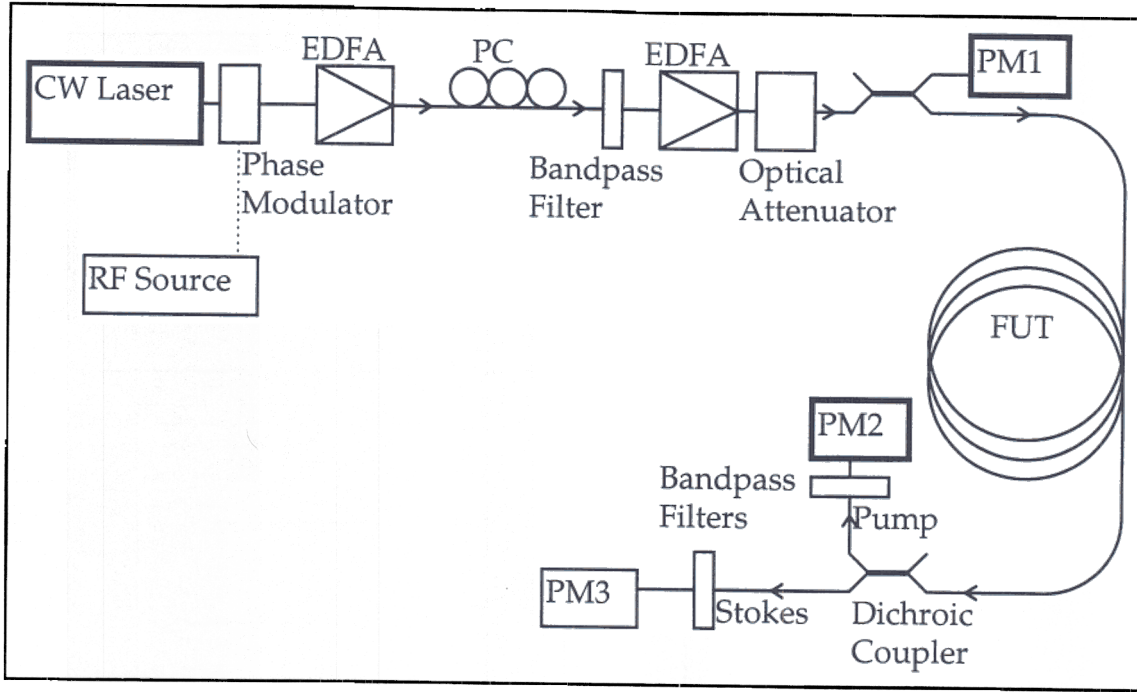 CW Laser
EDFA
PC
EDFA
PM1
Phase
Modulator
Bandpass
Filter
Optical
Attenuator
RF Source
FUT
PM2
Bandpass
Filters
Pump
PM3
Stokes
Dichroic
Coupler